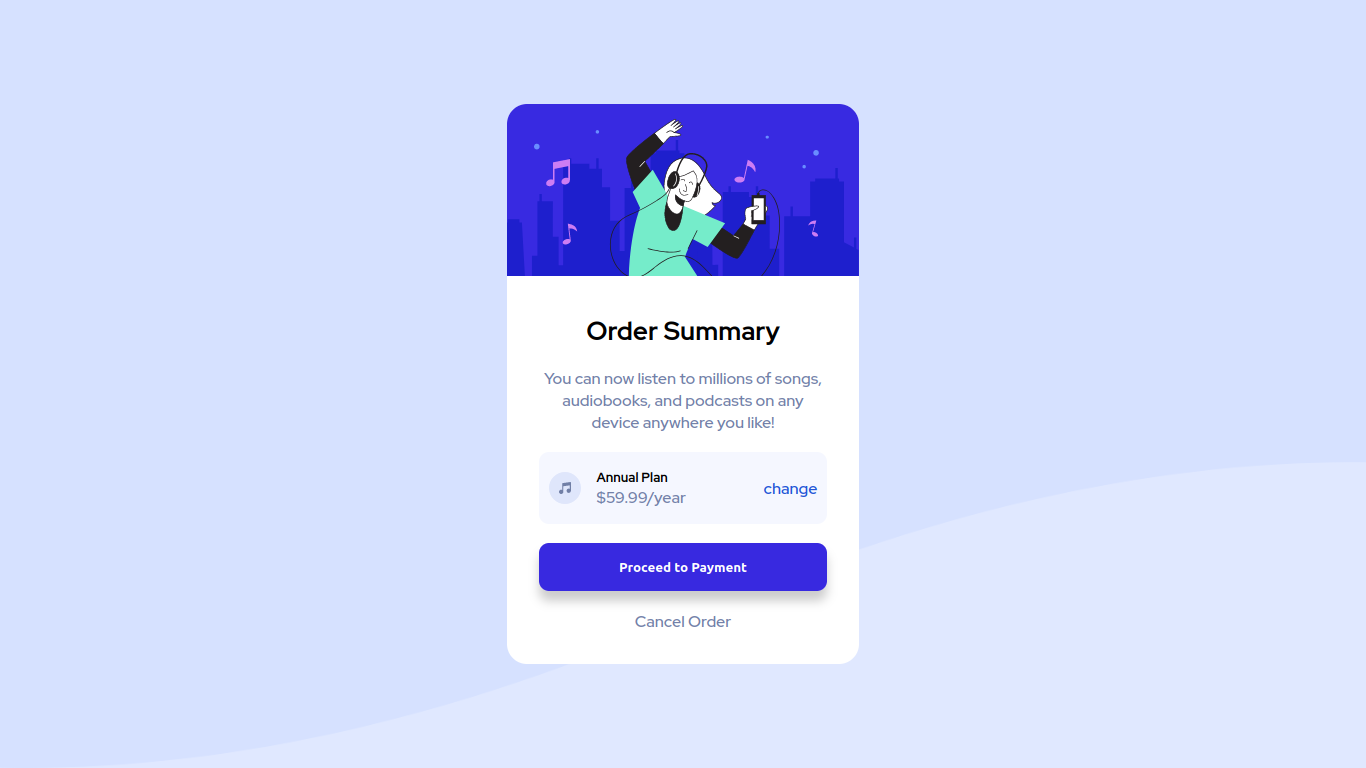 Order Summary
You can now listen to millions of songs,
audiobooks, and podcasts on any
device anywhere you like!
Annual Plan
$59.99/year
change
Proceed to Payment
Cancel Order